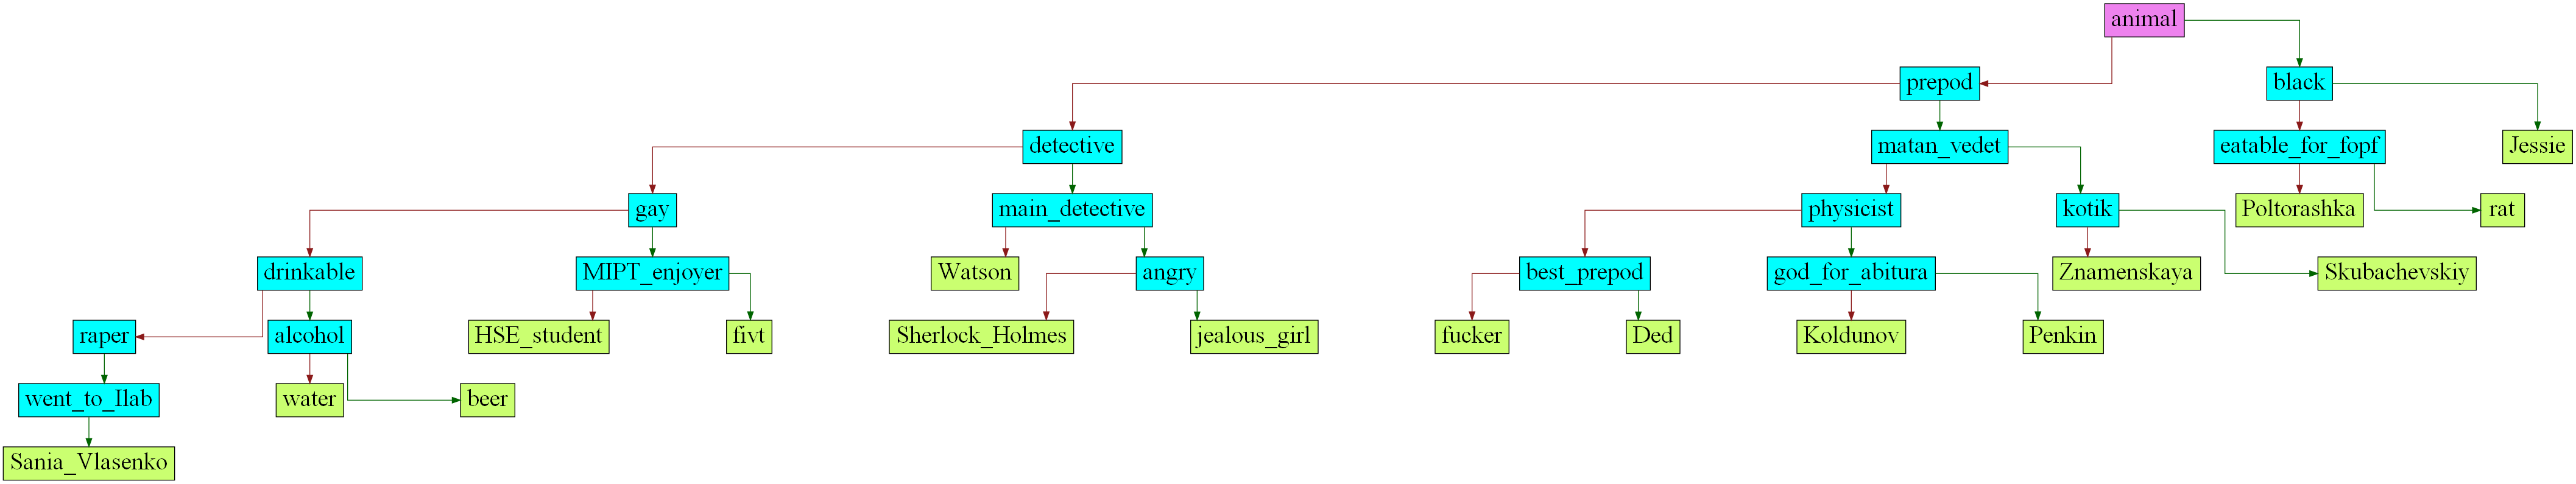 animal
prepod
black
detective
matan_vedet
eatable_for_fopf
Jessie
gay
main_detective
physicist
kotik
Poltorashka
rat
drinkable
MIPT_enjoyer
Watson
angry
best_prepod
god_for_abitura
Znamenskaya
Skubachevskiy
raper
alcohol
HSE_student
fivt
Sherlock_Holmes
jealous_girl
fucker
Ded
Koldunov
Penkin
went_to_Ilab
water
beer
Sania_Vlasenko